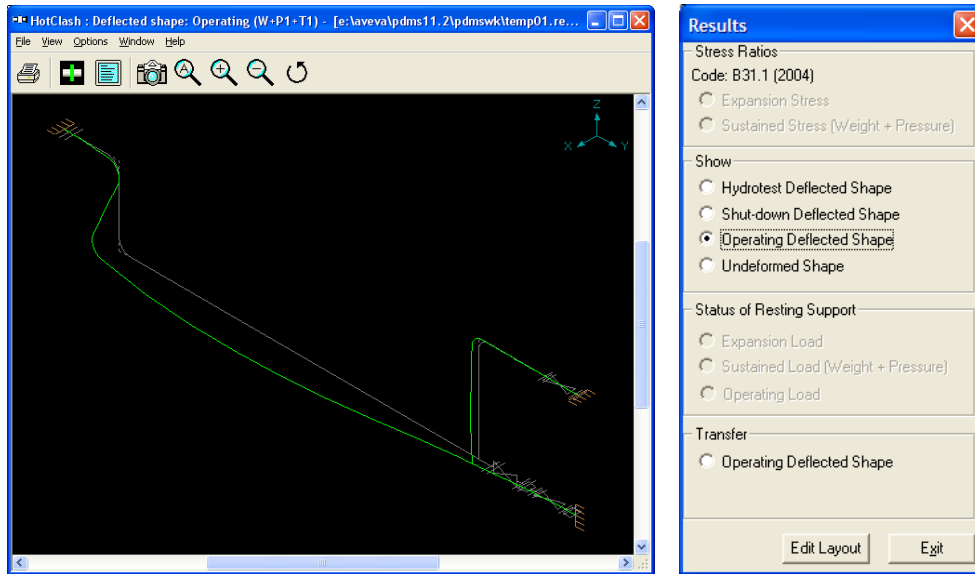 HotClash : Deflected shape: Operating (W+P1+T1) - [e:\aveva\pdms11.2\pdmswk\temp01.re...
File View Options Window Help
Z
X Y
Results
Stress Ratios
Code: B31.1 (2004)
Expansion Stress
Sustained Stress (Weight + Pressure)
Show
Hydrotest Deflected Shape
Shut-down Deflected Shape
Operating Deflected Shape
Undeformed Shape
Status of Resting Support
Expansion Load
Sustained Load (Weight + Pressure)
Operating Load
Transfer
Operating Deflected Shape
Edit Layout Exit